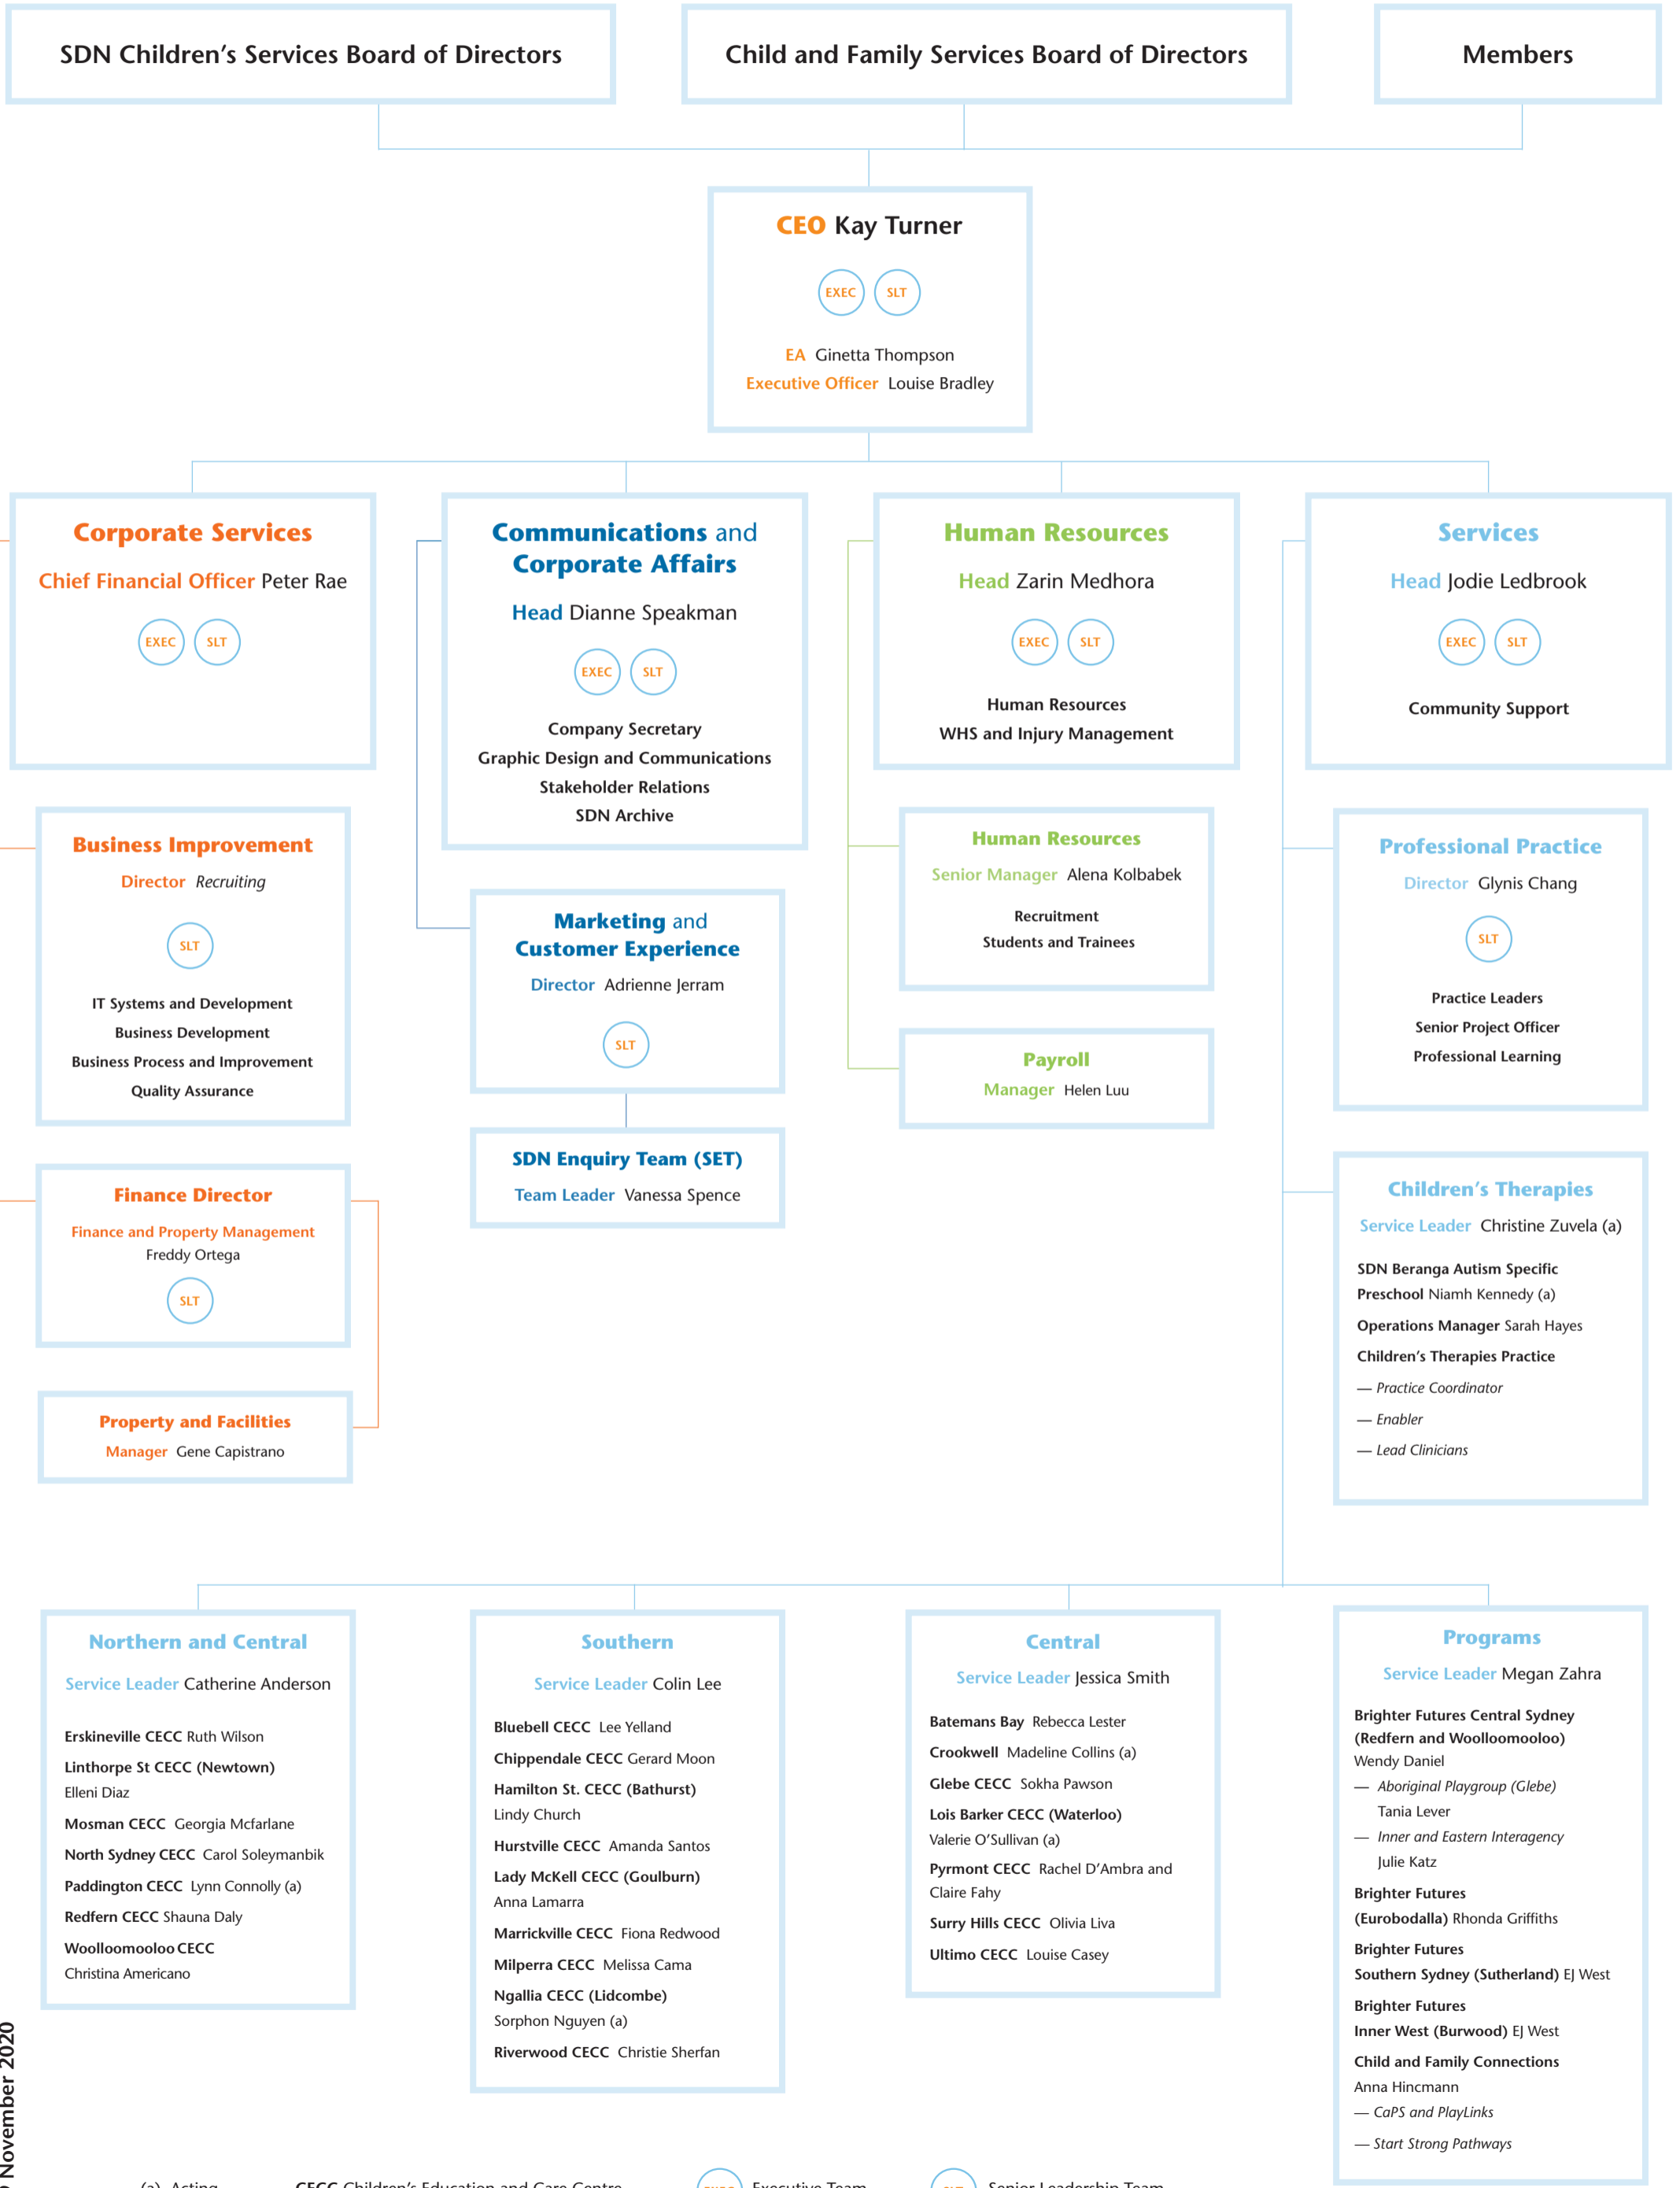 SDN Children’s Services Board of Directors
Child and Family Services Board of Directors
Members
CEO Kay Turner
EXEC SLT
EA Ginetta Thompson
Executive Officer Louise Bradley
Corporate Services
Chief Financial Officer Peter Rae
EXEC SLT
Communications and
Corporate Affairs
Head Dianne Speakman
EXEC SLT
Company Secretary
Graphic Design and Communications
Stakeholder Relations
SDN Archive
Human Resources
Head Zarin Medhora
EXEC SLT
Human Resources
WHS and Injury Management
Services
Head Jodie Ledbrook
EXEC SLT
Community Support
Business Improvement
Director Recruiting
SLT
IT Systems and Development
Business Development
Business Process and Improvement
Quality Assurance
Finance Director
Finance and Property Management
Freddy Ortega
SLT
Property and Facilities
Manager Gene Capistrano
Marketing and
Customer Experience
Director Adrienne Jerram
SLT
SDN Enquiry Team (SET)
Team Leader Vanessa Spence
Human Resources
Senior Manager Alena Kolbabek
Recruitment
Students and Trainees
Payroll
Manager Helen Luu
Professional Practice
Director Glynis Chang
SLT
Practice Leaders
Senior Project Officer
Professional Learning
Children’s Therapies
Service Leader Christine Zuvela (a)
SDN Beranga Autism Specific
Preschool Niamh Kennedy (a)
Operations Manager Sarah Hayes
Children’s Therapies Practice
— Practice Coordinator
— Enabler
— Lead Clinicians
Northern and Central
Service Leader Catherine Anderson
Erskineville CECC Ruth Wilson
Linthorpe St CECC (Newtown)
Elleni Diaz
Mosman CECC Georgia Mcfarlane
North Sydney CECC Carol Soleymanbik
Paddington CECC Lynn Connolly (a)
Redfern CECC Shauna Daly
Woolloomooloo CECC
Christina Americano
Southern
Service Leader Colin Lee
Bluebell CECC Lee Yelland
Chippendale CECC Gerard Moon
Hamilton St. CECC (Bathurst)
Lindy Church
Hurstville CECC Amanda Santos
Lady McKell CECC (Goulburn)
Anna Lamarra
Marrickville CECC Fiona Redwood
Milperra CECC Melissa Cama
Ngallia CECC (Lidcombe)
Sorphon Nguyen (a)
Riverwood CECC Christie Sherfan
Central
Service Leader Jessica Smith
Batemans Bay Rebecca Lester
Crookwell Madeline Collins (a)
Glebe CECC Sokha Pawson
Lois Barker CECC (Waterloo)
Valerie O’Sullivan (a)
Pyrmont CECC Rachel D’Ambra and
Claire Fahy
Surry Hills CECC Olivia Liva
Ultimo CECC Louise Casey
Programs
Service Leader Megan Zahra
Brighter Futures Central Sydney
(Redfern and Woolloomooloo)
Wendy Daniel
— Aboriginal Playgroup (Glebe)
Tania Lever
— Inner and Eastern Interagency
Julie Katz
Brighter Futures
(Eurobodalla) Rhonda Griffiths
Brighter Futures
Southern Sydney (Sutherland) EJ West
Brighter Futures
Inner West (Burwood) EJ West
Child and Family Connections
Anna Hincmann
— CaPS and PlayLinks
— Start Strong Pathways
November 2020
(a) Acting
CECC Children’s Education and Care Centre
Executive Team
SLT Senior Leadership Team